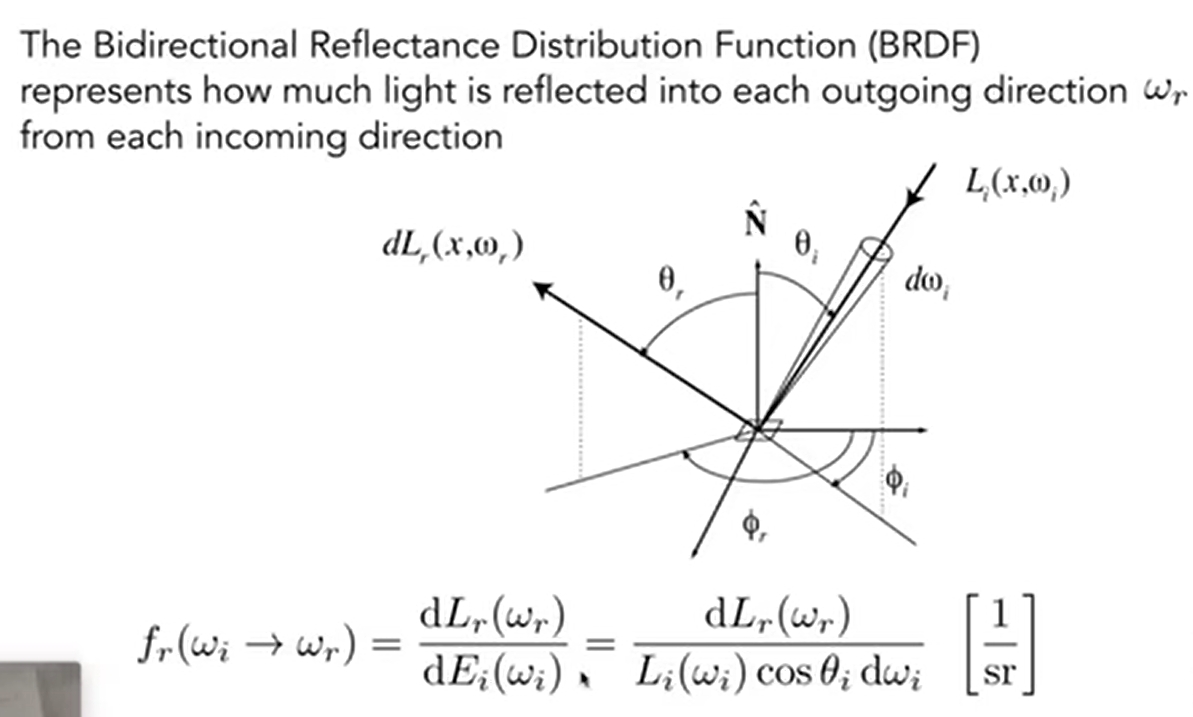 The Bidirectional Reflectance Distribution Function (BRDF)
represents how much light is reflected into each outgoing direction ωr
from each incoming direction
Li(x,ωi)
N̂
θi
dLr(x,ωr)
θr
dωi
ϕi
ϕr
fr(ωi → ωr) = dLr(ωr) / dEi(ωi) = dLr(ωr) / Li(ωi) cos θi dωi [1/sr]